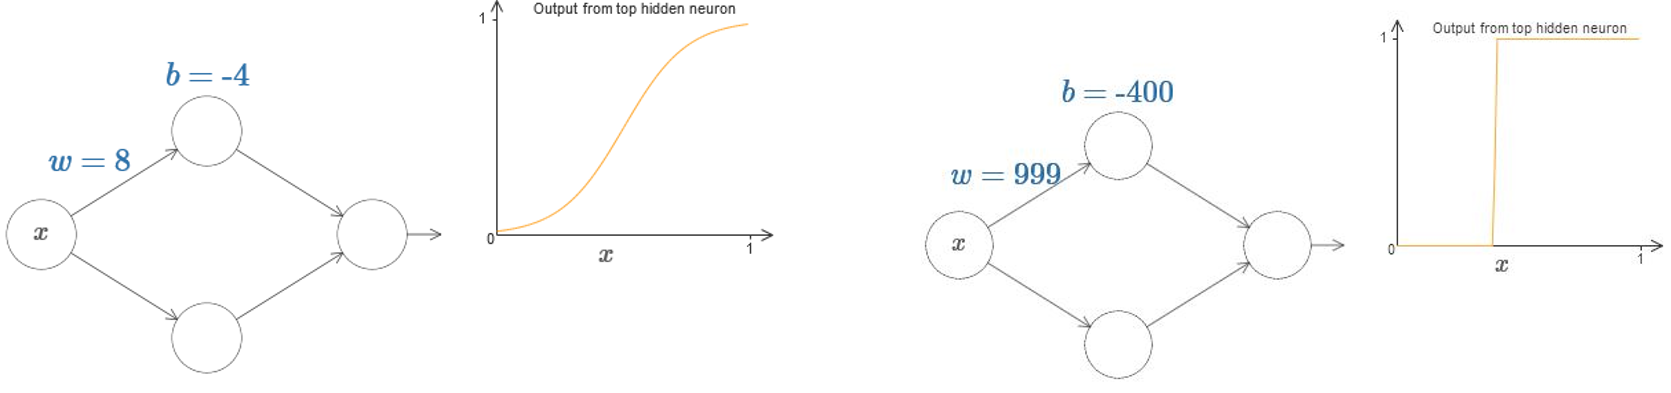 Output from top hidden neuron
1
b = -4
w = 8
x
0
1
x
Output from top hidden neuron
1
b = -400
w = 999
x
0
1
x